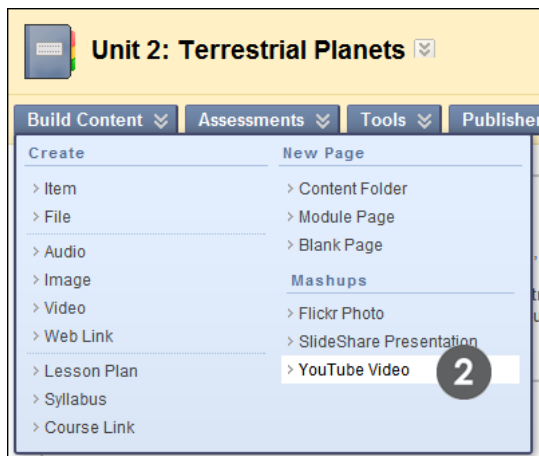 Unit 2: Terrestrial Planets
Build Content
Assessments
Tools
Publisher
Create
Item
File
Audio
Image
Video
Web Link
Lesson Plan
Syllabus
Course Link
New Page
Content Folder
Module Page
Blank Page
Mashups
Flickr Photo
SlideShare Presentation
YouTube Video
2